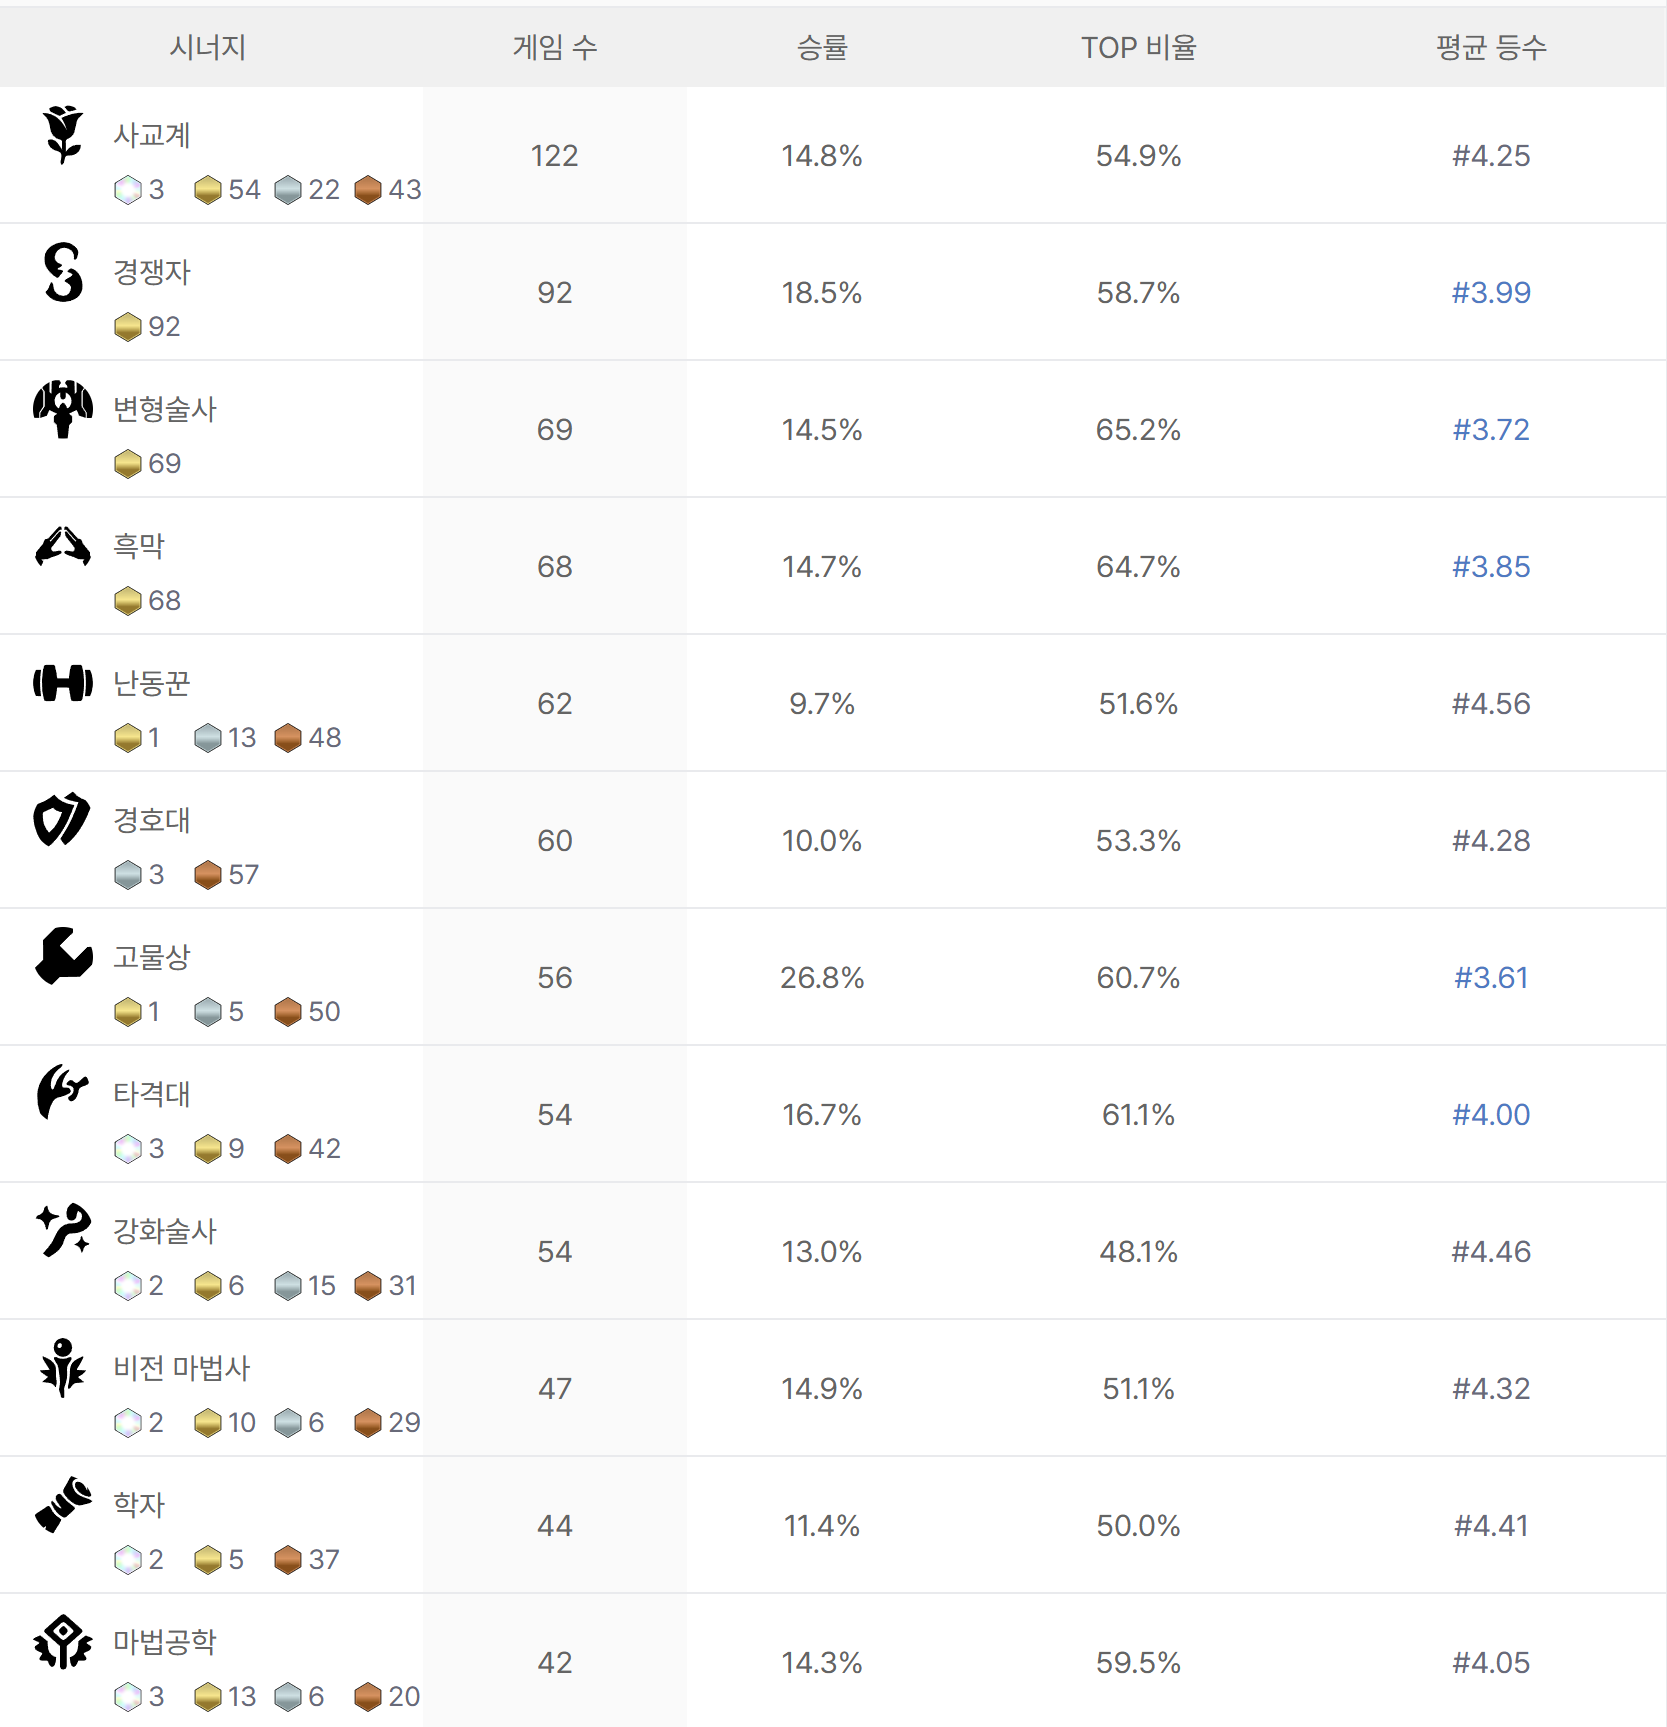 시너지 게임 수 승률 TOP 비율 평균 등수
사교계
122 14.8% 54.9% #4.25
3 54 22 43
경쟁자
92 18.5% 58.7% #3.99
92
변형술사
69 14.5% 65.2% #3.72
69
흑막
68 14.7% 64.7% #3.85
68
난동꾼
62 9.7% 51.6% #4.56
1 13 48
경호대
60 10.0% 53.3% #4.28
3 57
고물상
56 26.8% 60.7% #3.61
1 5 50
타격대
54 16.7% 61.1% #4.00
3 9 42
강화술사
54 13.0% 48.1% #4.46
2 6 15 31
비전 마법사
47 14.9% 51.1% #4.32
2 10 6 29
학자
44 11.4% 50.0% #4.41
2 5 37
마법공학
42 14.3% 59.5% #4.05
3 13 6 20